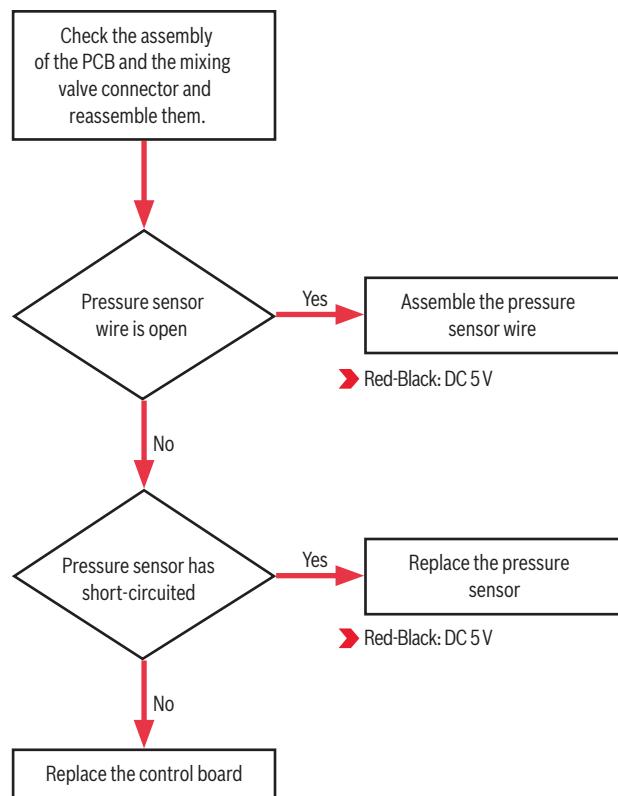 Check the assembly
of the PCB and the mixing
valve connector and
reassemble them.
Pressure sensor
wire is open
Yes
Assemble the pressure
sensor wire
Red-Black: DC 5 V
No
Pressure sensor has
short-circuited
Yes
Replace the pressure
sensor
Red-Black: DC 5 V
No
Replace the control board